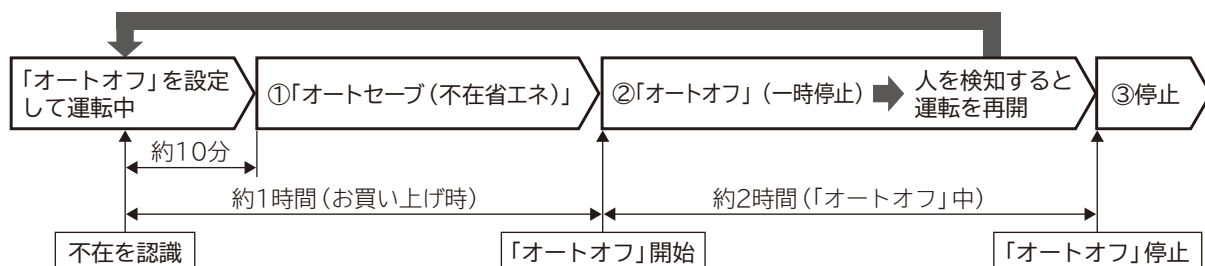 「オートオフ」を設定
して運転中
①「オートセーブ(不在省エネ)」
②「オートオフ」(一時停止)
人を検知すると
運転を再開
③停止
約10分
約1時間(お買い上げ時)
約2時間(「オートオフ」中)
不在を認識
「オートオフ」開始
「オートオフ」停止